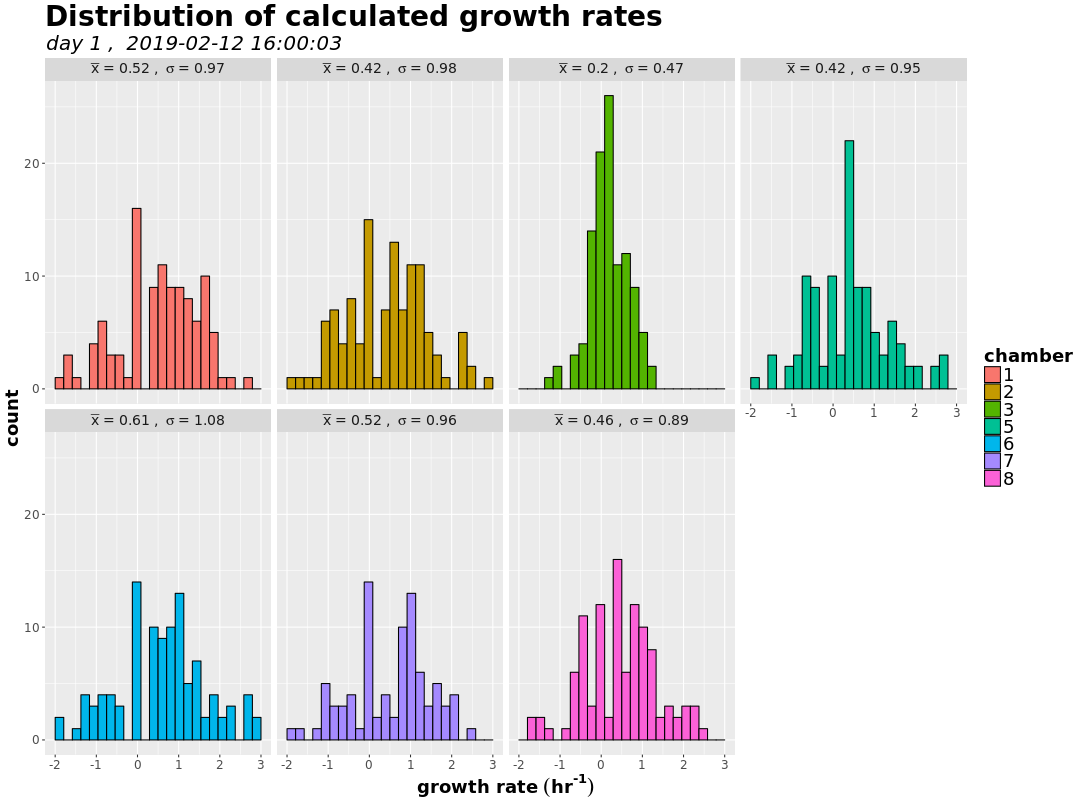 Distribution of calculated growth rates
day 1 ,  2019-02-12 16:00:03
x̅ = 0.52 ,  σ = 0.97
x̅ = 0.42 ,  σ = 0.98
x̅ = 0.2 ,  σ = 0.47
x̅ = 0.42 ,  σ = 0.95
20
10
0
-2 -1 0 1 2 3
count
x̅ = 0.61 ,  σ = 1.08
x̅ = 0.52 ,  σ = 0.96
x̅ = 0.46 ,  σ = 0.89
20
10
0
-2 -1 0 1 2 3
-2 -1 0 1 2 3
-2 -1 0 1 2 3
growth rate (hr⁻¹)
chamber
1
2
3
5
6
7
8